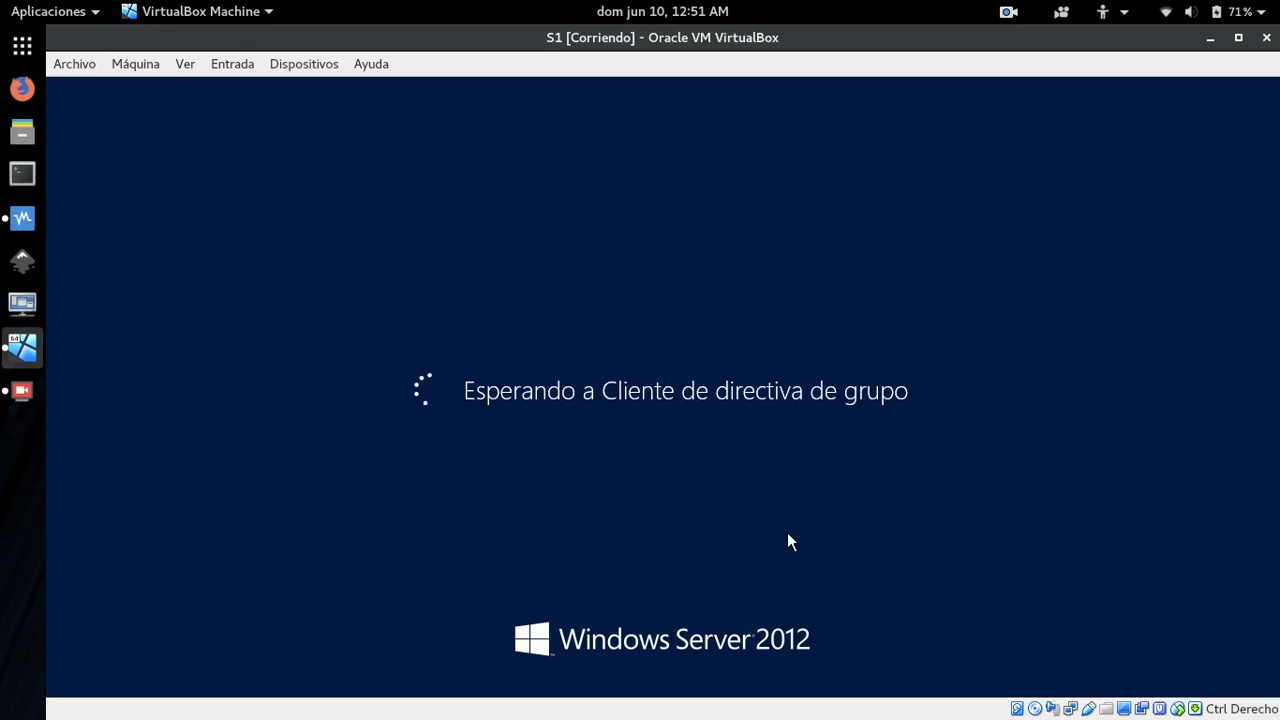 Aplicaciones VirtualBox Machine dom jun 10, 12:51 AM 71%
S1 [Corriendo] - Oracle VM VirtualBox
Archivo Máquina Ver Entrada Dispositivos Ayuda
64
Esperando a Cliente de directiva de grupo
Windows Server 2012
Ctrl Derecho